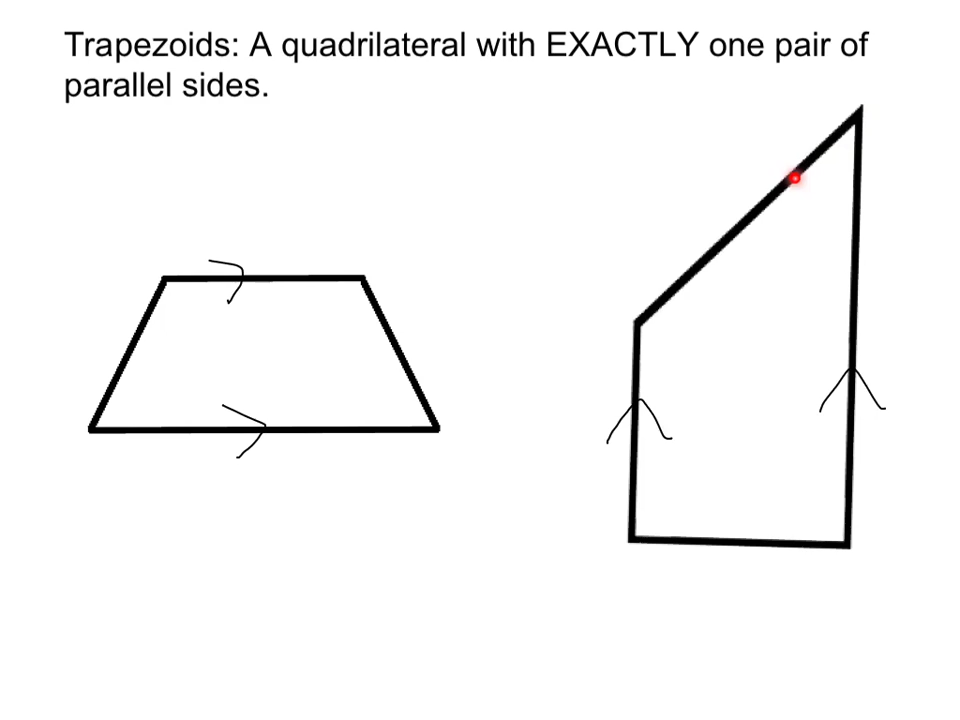 Trapezoids: A quadrilateral with EXACTLY one pair of
parallel sides.